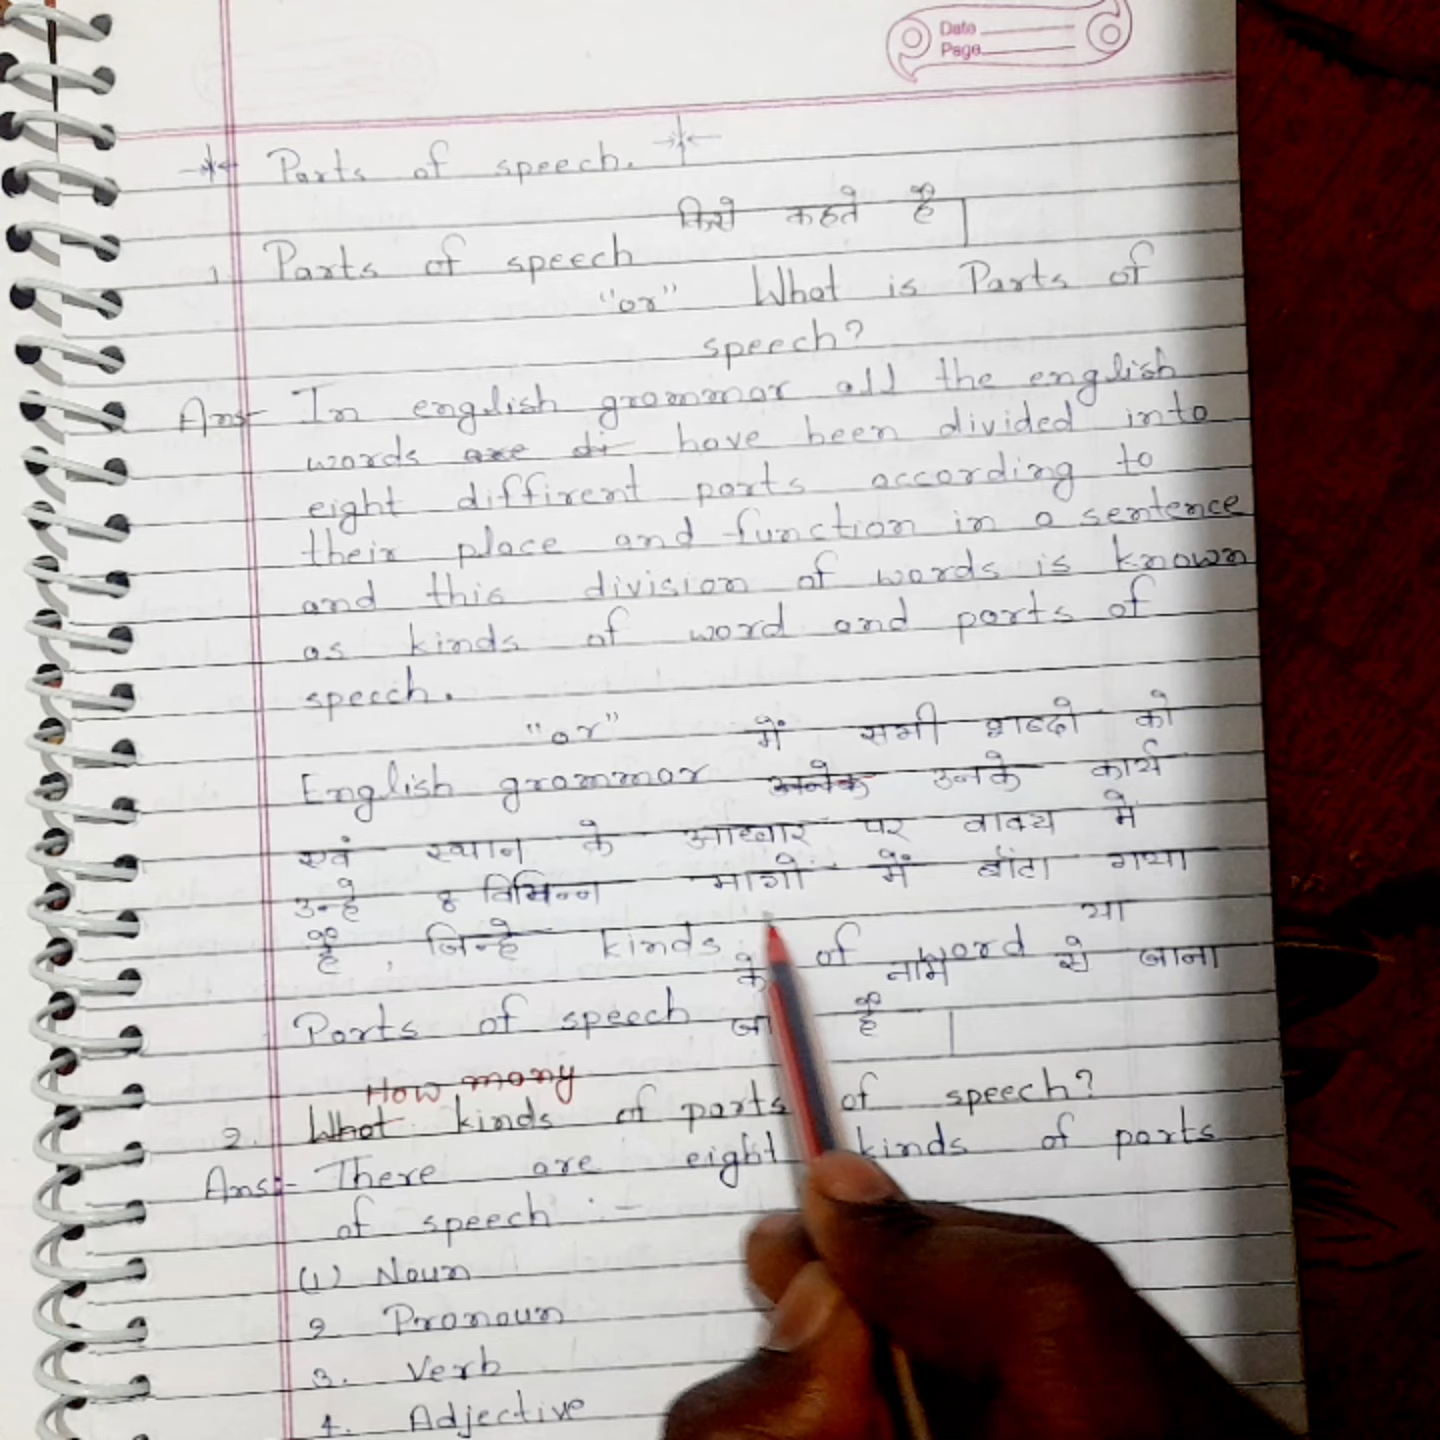 Date
Page
Parts of speech.
1. Parts of speech किसे कहते है।
"or" What is Parts of
speech?
Ans- In english grammar all the english
words are di have been divided into
eight diffirent parts according to
their place and function in a sentence
and this division of words is known
as kinds of word and parts of
speech.
"or"
English grammar में सभी शब्दो को
अनेक उनके कार्य
एवं स्थान के आधार पर वाक्य मे
उन्हे 8 विभिन्न भागो में बाँटा गया
है, जिन्हे kinds of word या
Parts of speech के नाम से जाना
जा है।
How many
2. What kinds of parts of speech?
Ans:- There are eight kinds of parts
of speech :-
(1) Noun
2 Pronoun
3. Verb
4. Adjective